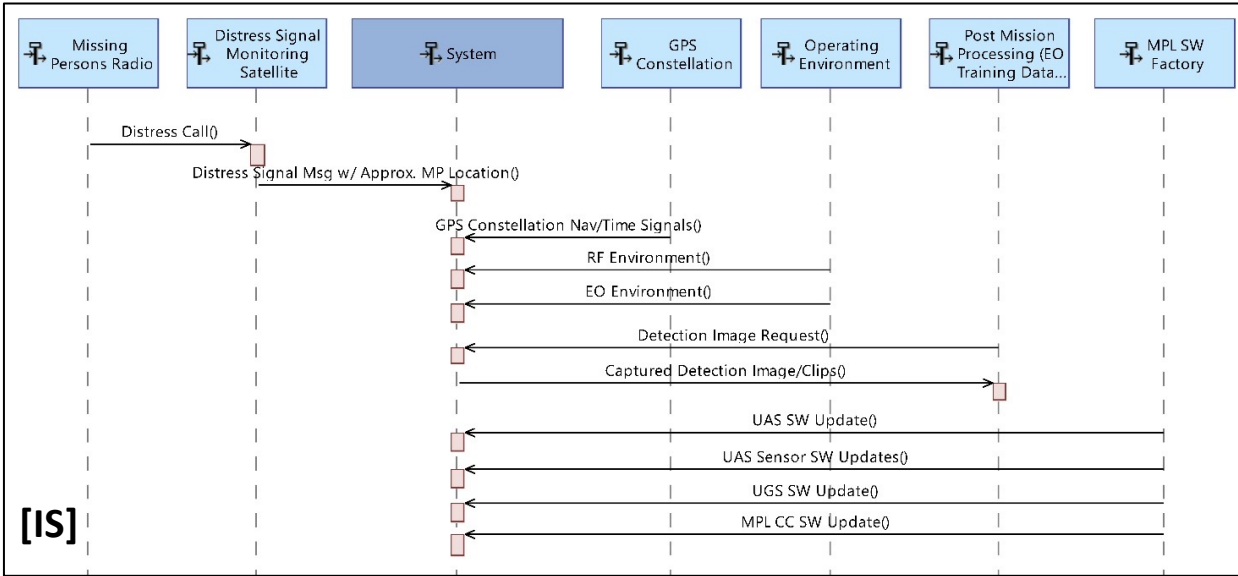 Missing
Persons Radio
Distress Signal
Monitoring
Satellite
System
GPS
Constellation
Operating
Environment
Post Mission
Processing (EO
Training Data...
MPL SW
Factory
Distress Call()
Distress Signal Msg w/ Approx. MP Location()
GPS Constellation Nav/Time Signals()
RF Environment()
EO Environment()
Detection Image Request()
Captured Detection Image/Clips()
UAS SW Update()
UAS Sensor SW Updates()
UGS SW Update()
MPL CC SW Update()
[IS]